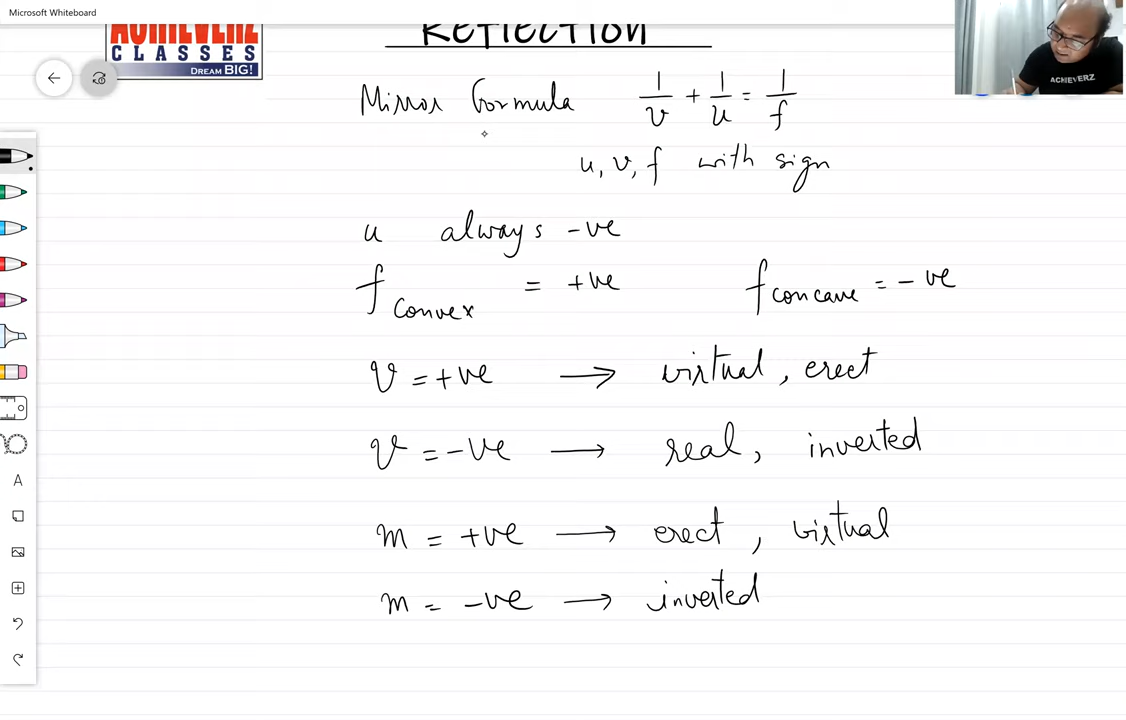 Microsoft Whiteboard
ACHIEVERZ
CLASSES
DREAM BIG!
REFLECTION
ACHIEVERZ
Mirror formula 1/v + 1/u = 1/f
u, v, f with sign
u always -ve
f convex = +ve f concave = -ve
v = +ve → virtual, erect
v = -ve → real, inverted
m = +ve → erect, virtual
m = -ve → inverted
A